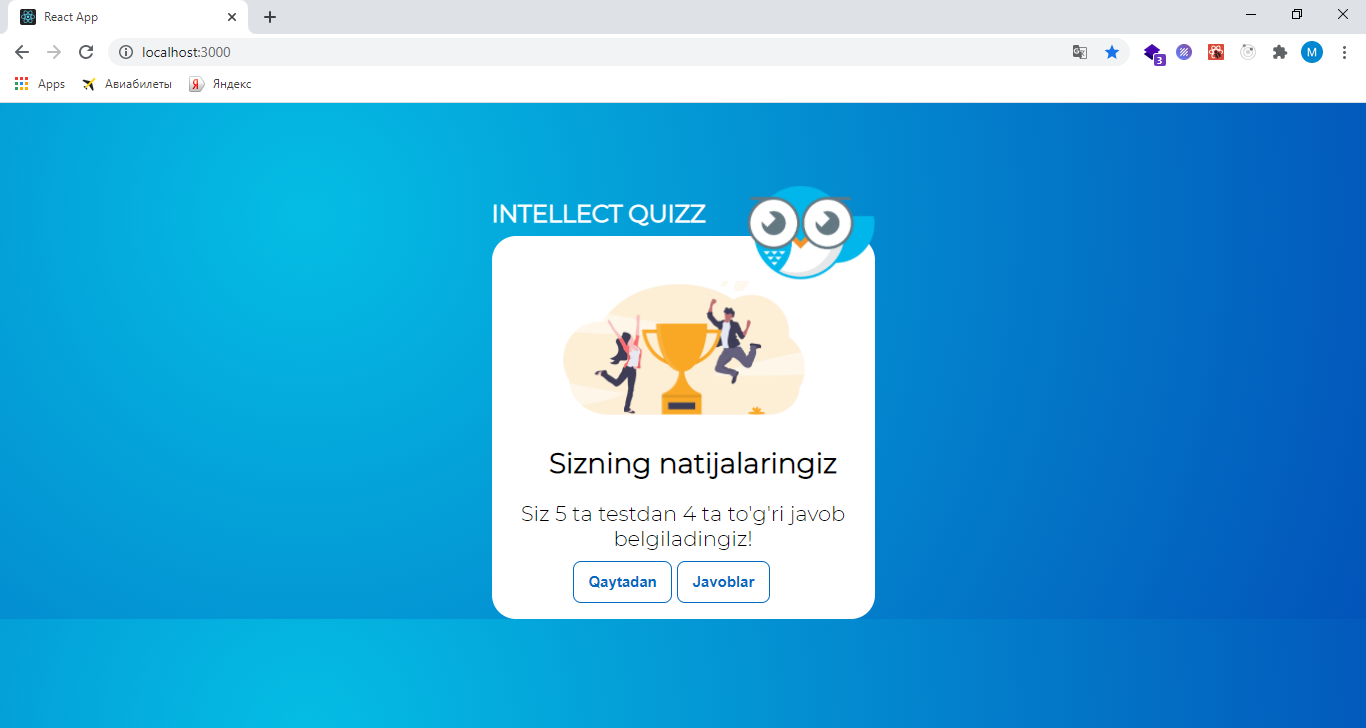 React App
localhost:3000
3
M
Apps
Авиабилеты
Я
Яндекс
INTELLECT QUIZZ
Sizning natijalaringiz
Siz 5 ta testdan 4 ta to'g'ri javob
belgiladingiz!
Qaytadan
Javoblar